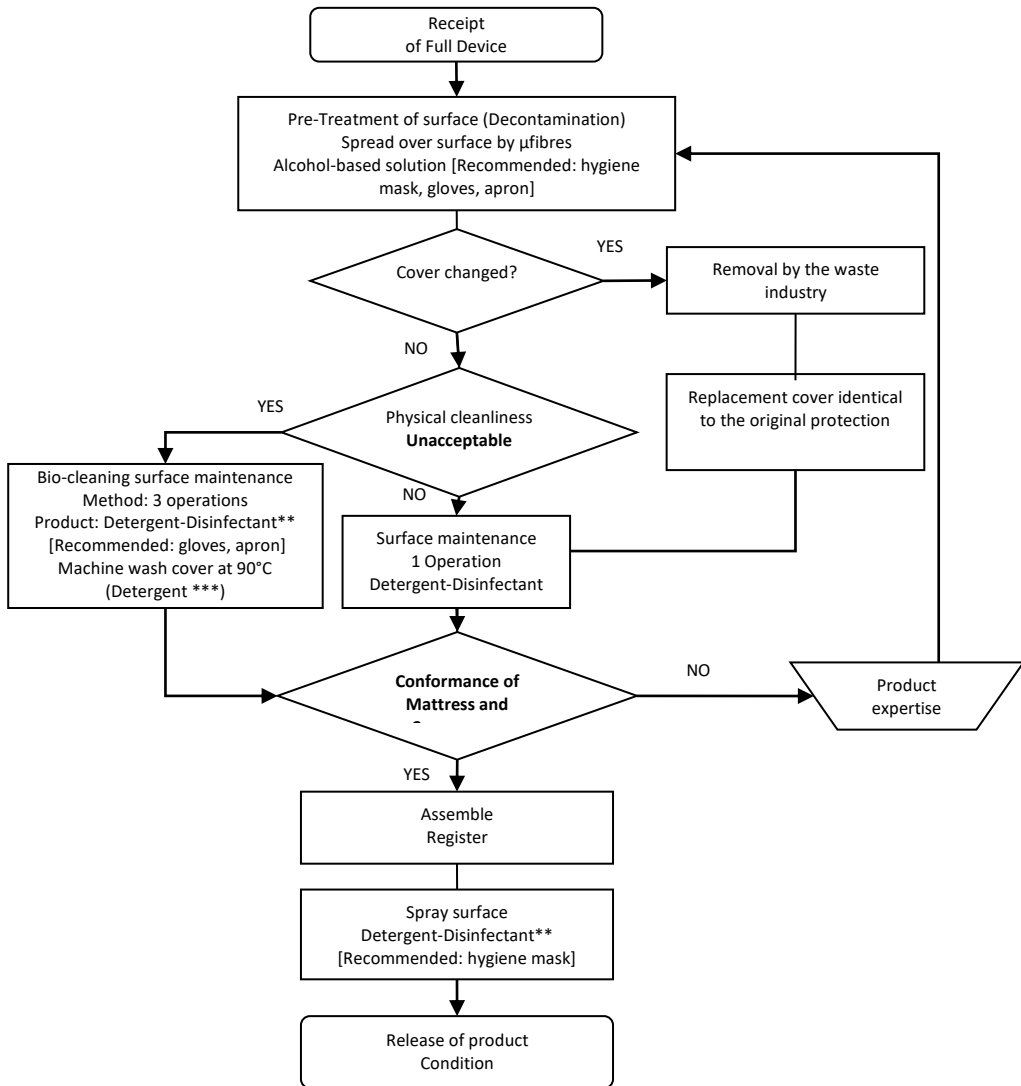 Receipt
of Full Device
Pre-Treatment of surface (Decontamination)
Spread over surface by µfibres
Alcohol-based solution [Recommended: hygiene
mask, gloves, apron]
Cover changed?
YES
Removal by the waste
industry
NO
Replacement cover identical
to the original protection
Physical cleanliness
Unacceptable
YES
NO
Bio-cleaning surface maintenance
Method: 3 operations
Product: Detergent-Disinfectant**
[Recommended: gloves, apron]
Machine wash cover at 90°C
(Detergent ***)
Surface maintenance
1 Operation
Detergent-Disinfectant
Conformance of
Mattress and
NO
Product
expertise
YES
Assemble
Register
Spray surface
Detergent-Disinfectant**
[Recommended: hygiene mask]
Release of product
Condition